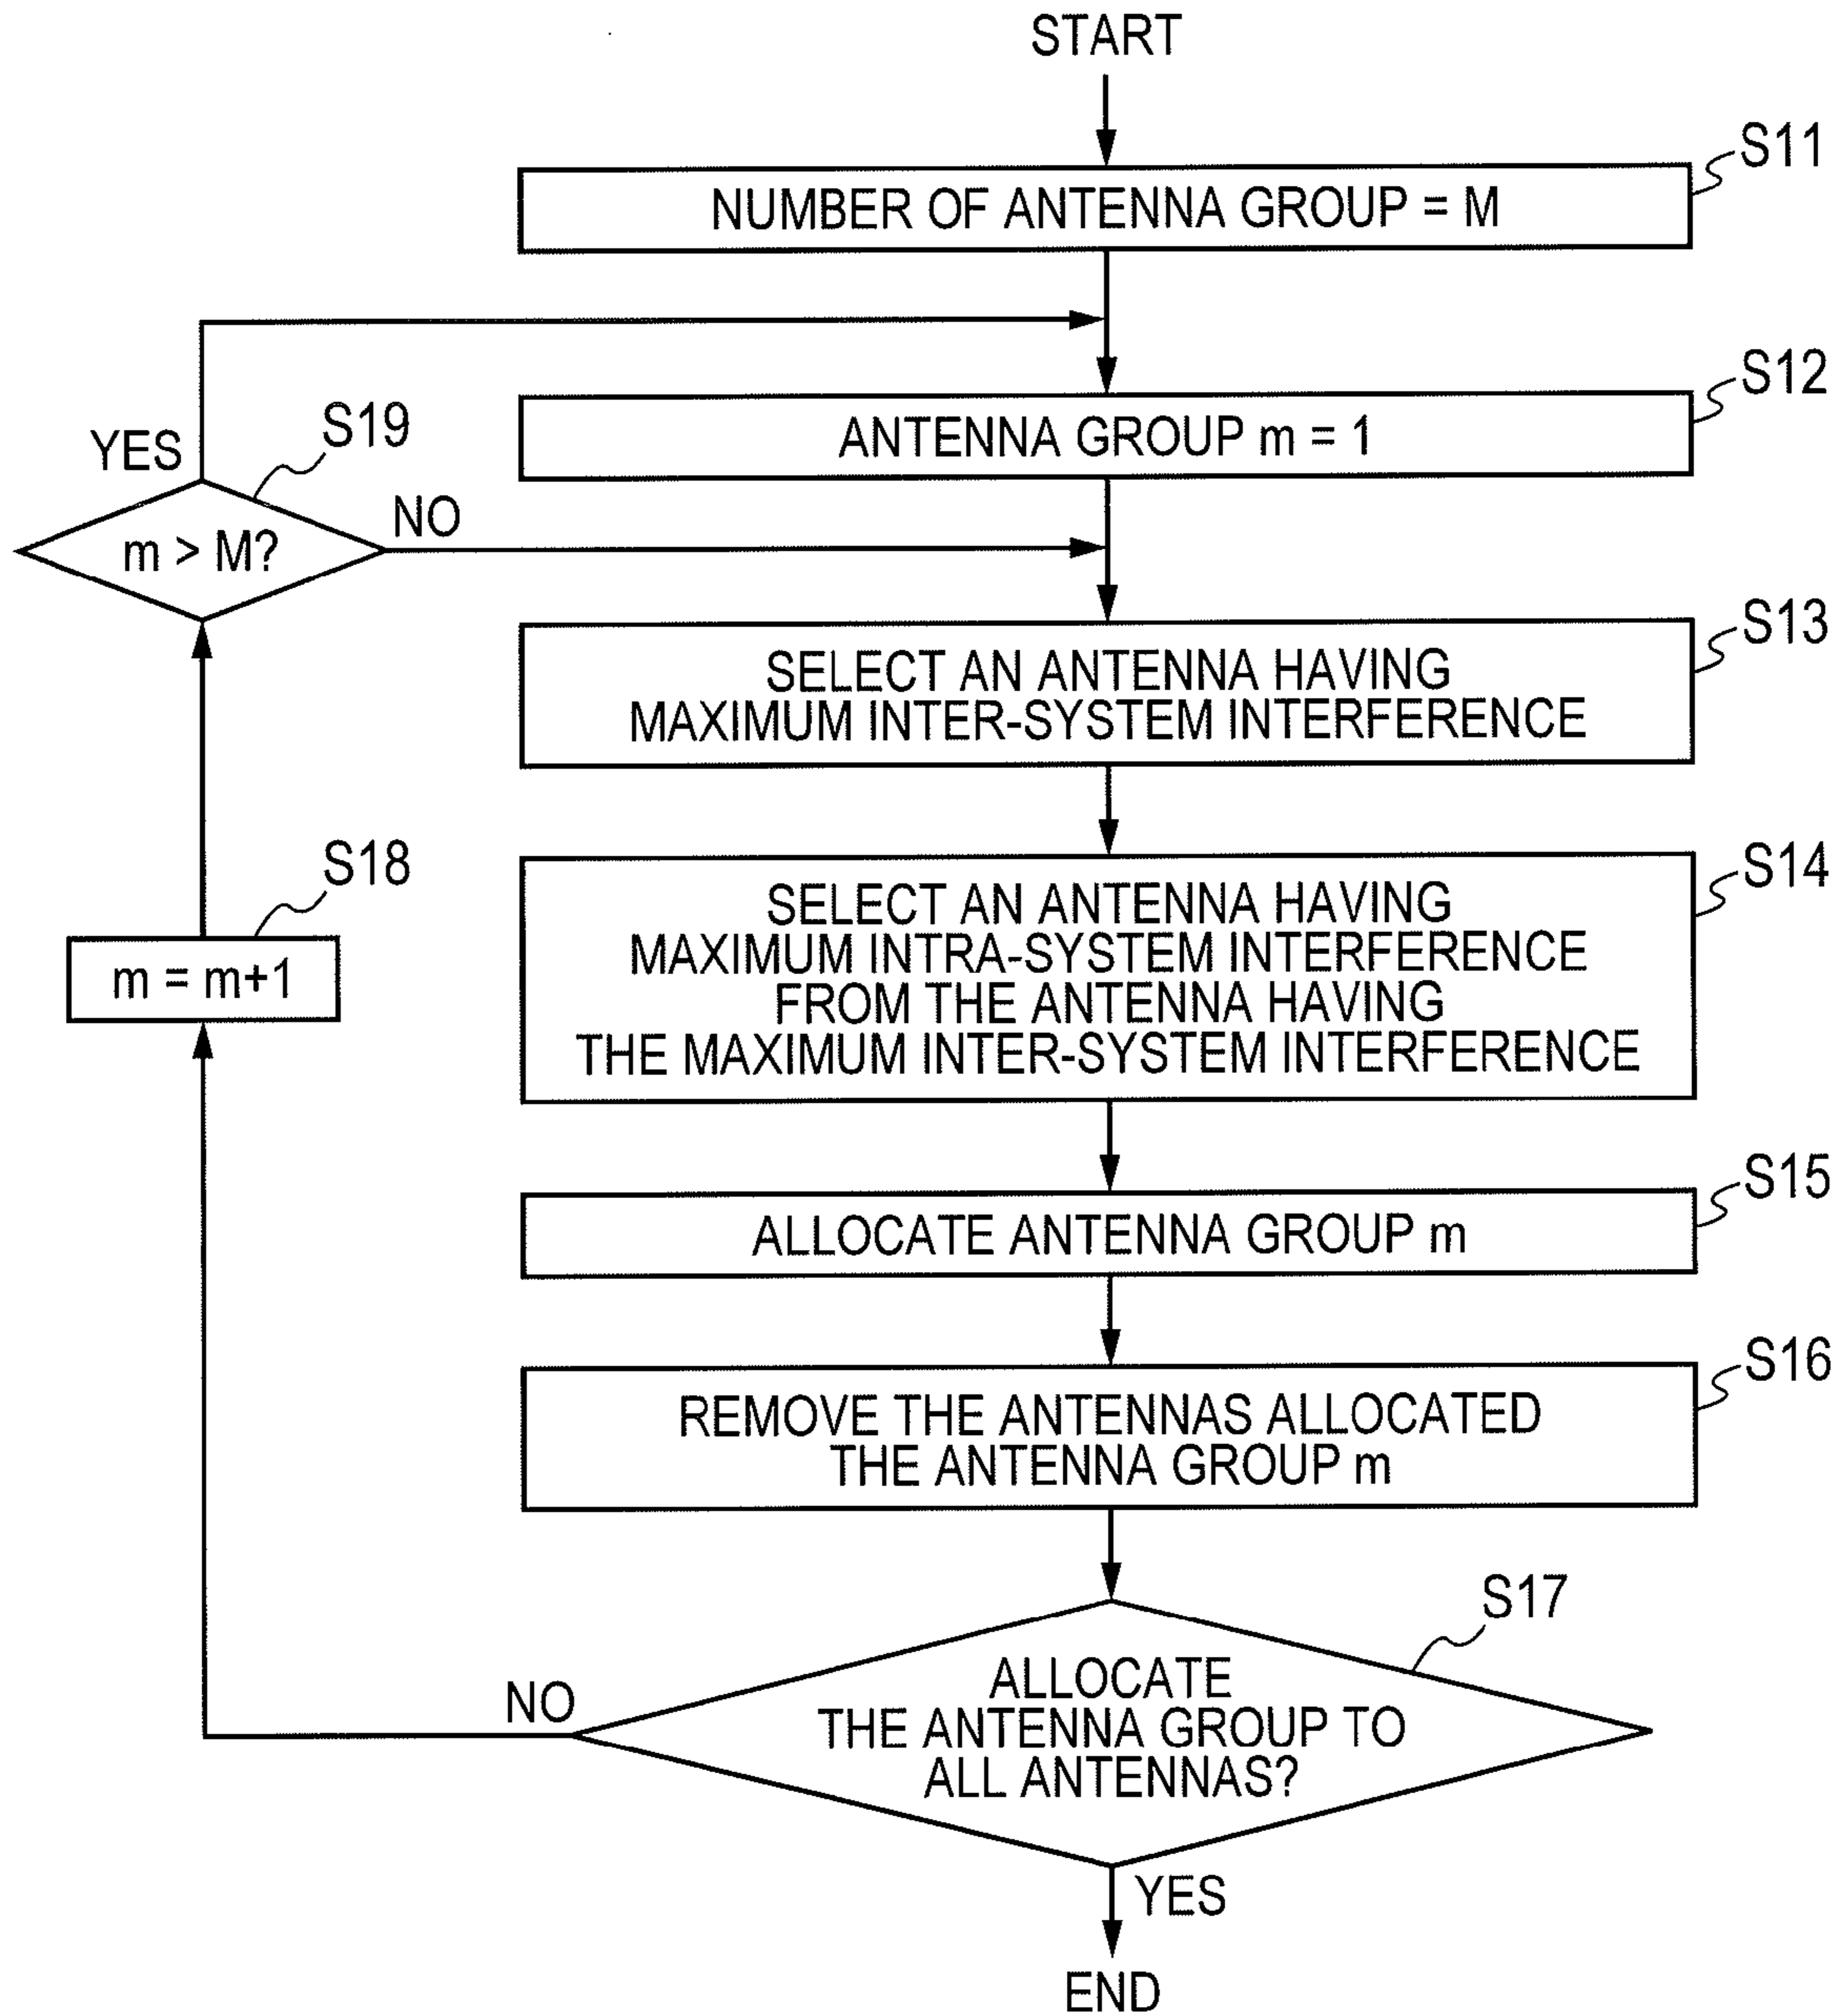 START
S11
NUMBER OF ANTENNA GROUP = M
S12
ANTENNA GROUP m = 1
YES
S19
m > M?
NO
S13
SELECT AN ANTENNA HAVING
MAXIMUM INTER-SYSTEM INTERFERENCE
S14
SELECT AN ANTENNA HAVING
MAXIMUM INTRA-SYSTEM INTERFERENCE
FROM THE ANTENNA HAVING
THE MAXIMUM INTER-SYSTEM INTERFERENCE
S18
m = m+1
S15
ALLOCATE ANTENNA GROUP m
S16
REMOVE THE ANTENNAS ALLOCATED
THE ANTENNA GROUP m
S17
ALLOCATE
THE ANTENNA GROUP TO
ALL ANTENNAS?
NO
YES
END